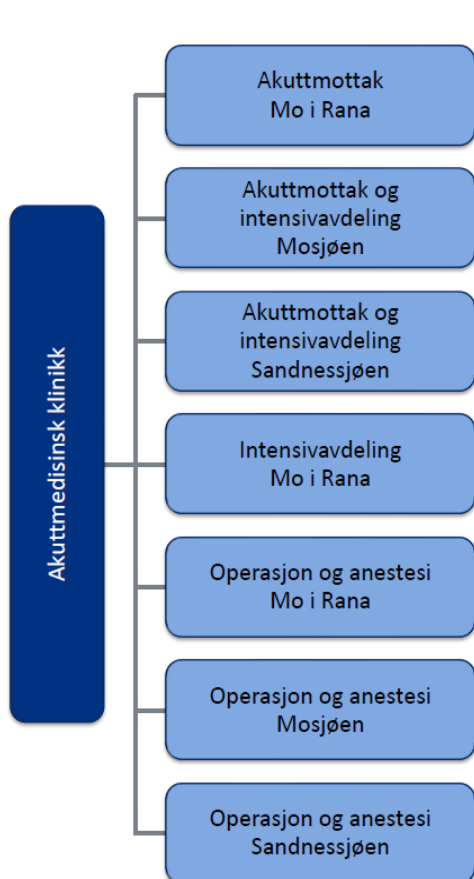 Akuttmedisinsk klinikk
Akuttmottak
Mo i Rana
Akuttmottak og
intensivavdeling
Mosjøen
Akuttmottak og
intensivavdeling
Sandnessjøen
Intensivavdeling
Mo i Rana
Operasjon og anestesi
Mo i Rana
Operasjon og anestesi
Mosjøen
Operasjon og anestesi
Sandnessjøen